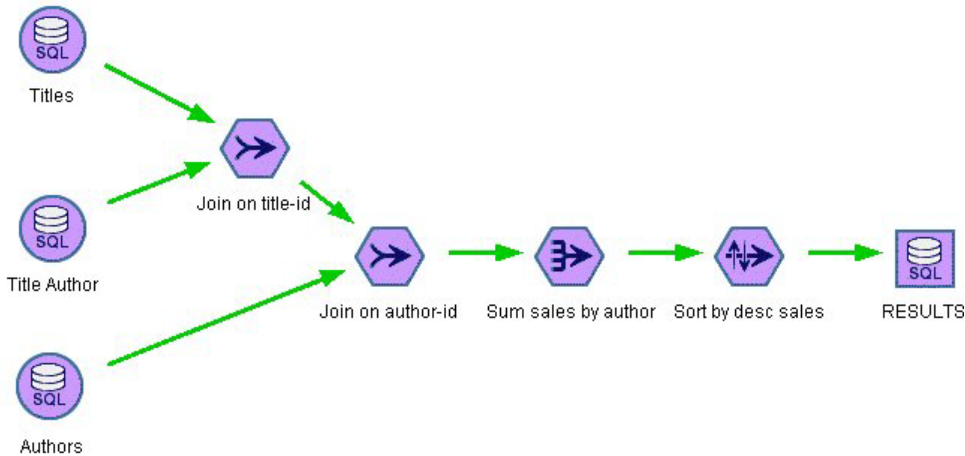 SQL
Titles
Join on title-id
SQL
Title Author
Join on author-id
Sum sales by author
Sort by desc sales
SQL
RESULTS
SQL
Authors